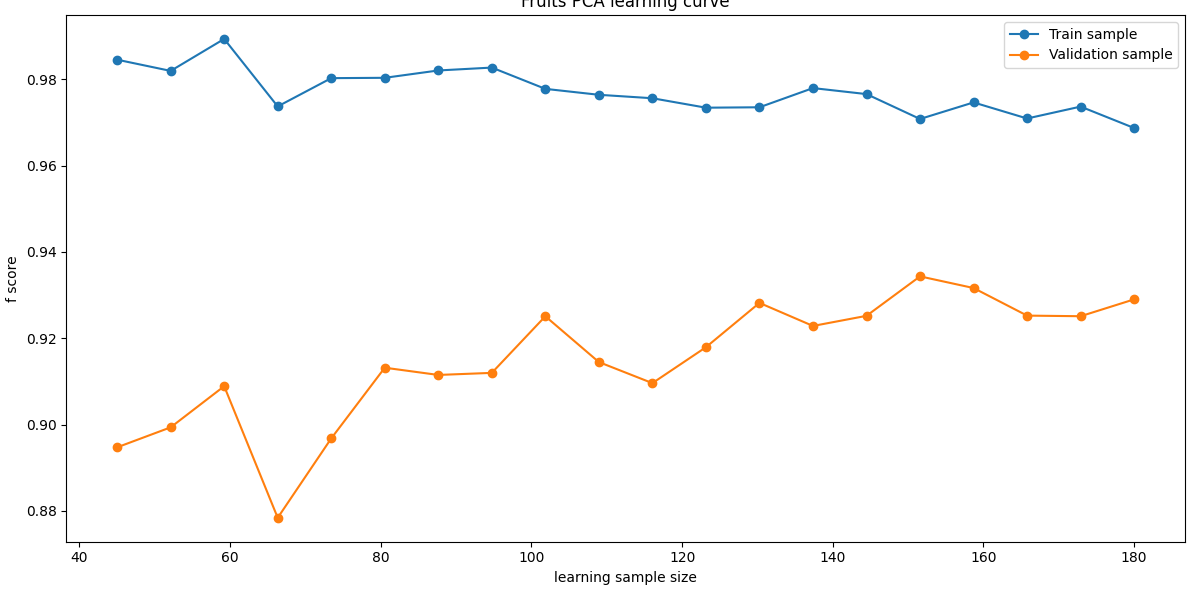 Fruits PCA learning curve
Train sample
Validation sample
0.98
0.96
0.94
0.92
0.90
0.88
f score
40 60 80 100 120 140 160 180
learning sample size